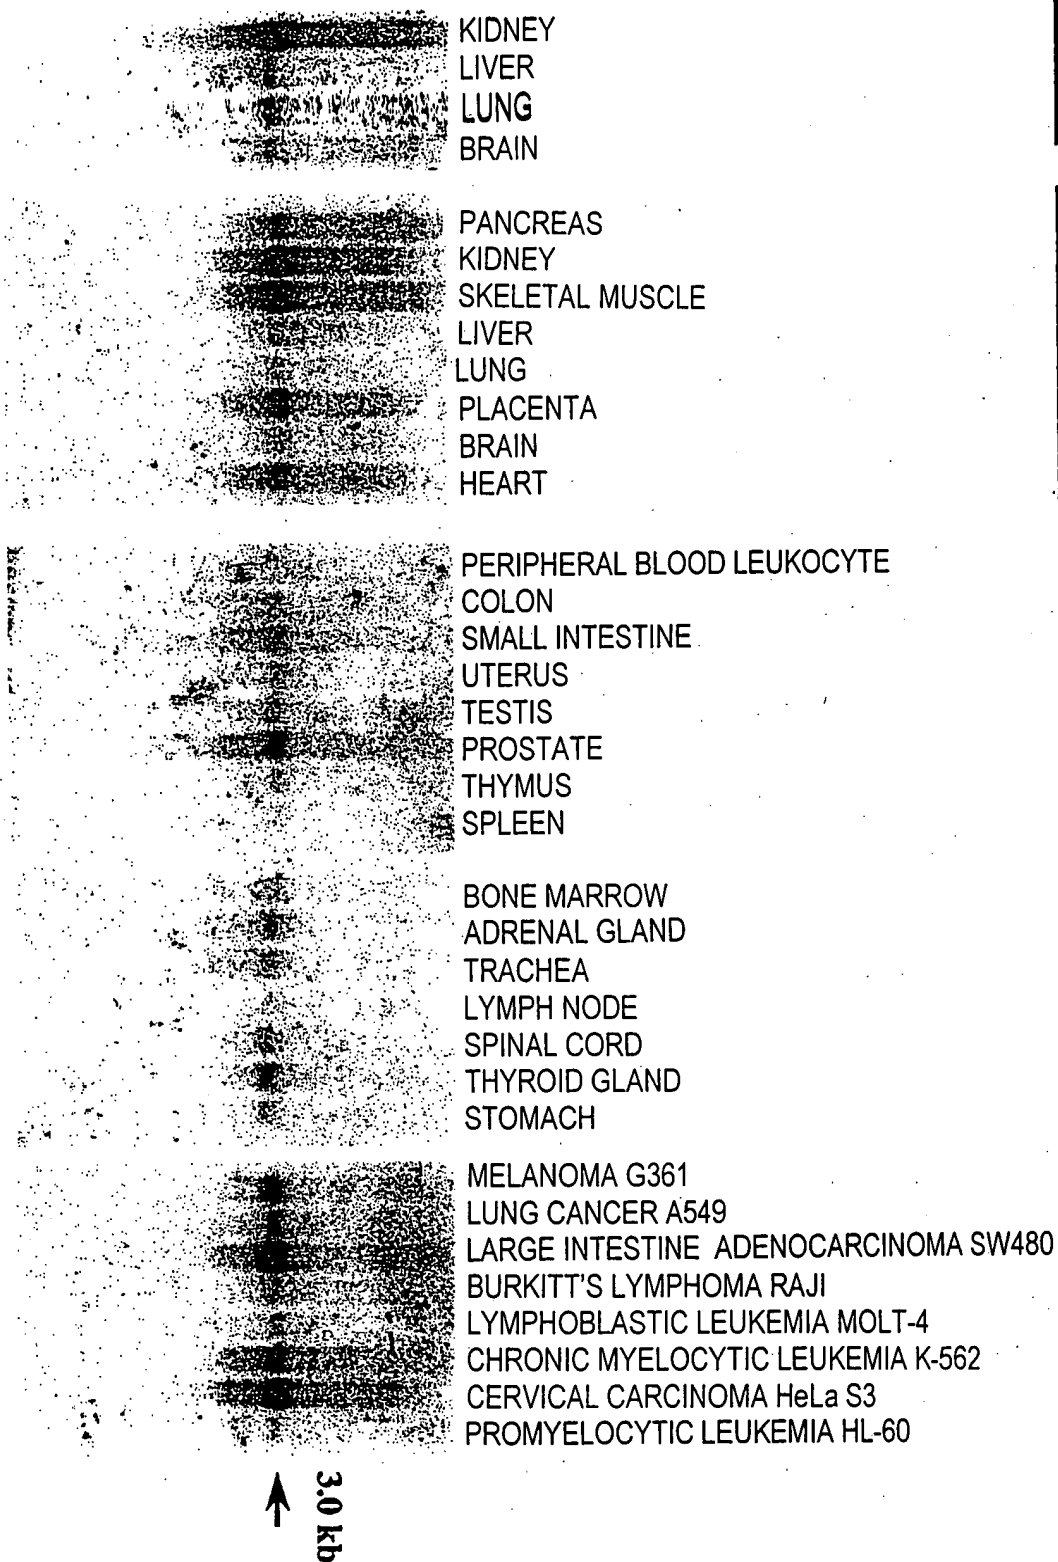 KIDNEY
LIVER
LUNG
BRAIN
PANCREAS
KIDNEY
SKELETAL MUSCLE
LIVER
LUNG
PLACENTA
BRAIN
HEART
PERIPHERAL BLOOD LEUKOCYTE
COLON
SMALL INTESTINE
UTERUS
TESTIS
PROSTATE
THYMUS
SPLEEN
BONE MARROW
ADRENAL GLAND
TRACHEA
LYMPH NODE
SPINAL CORD
THYROID GLAND
STOMACH
MELANOMA G361
LUNG CANCER A549
LARGE INTESTINE ADENOCARCINOMA SW480
BURKITT'S LYMPHOMA RAJI
LYMPHOBLASTIC LEUKEMIA MOLT-4
CHRONIC MYELOCYTIC LEUKEMIA K-562
CERVICAL CARCINOMA HeLa S3
PROMYELOCYTIC LEUKEMIA HL-60
3.0 kb